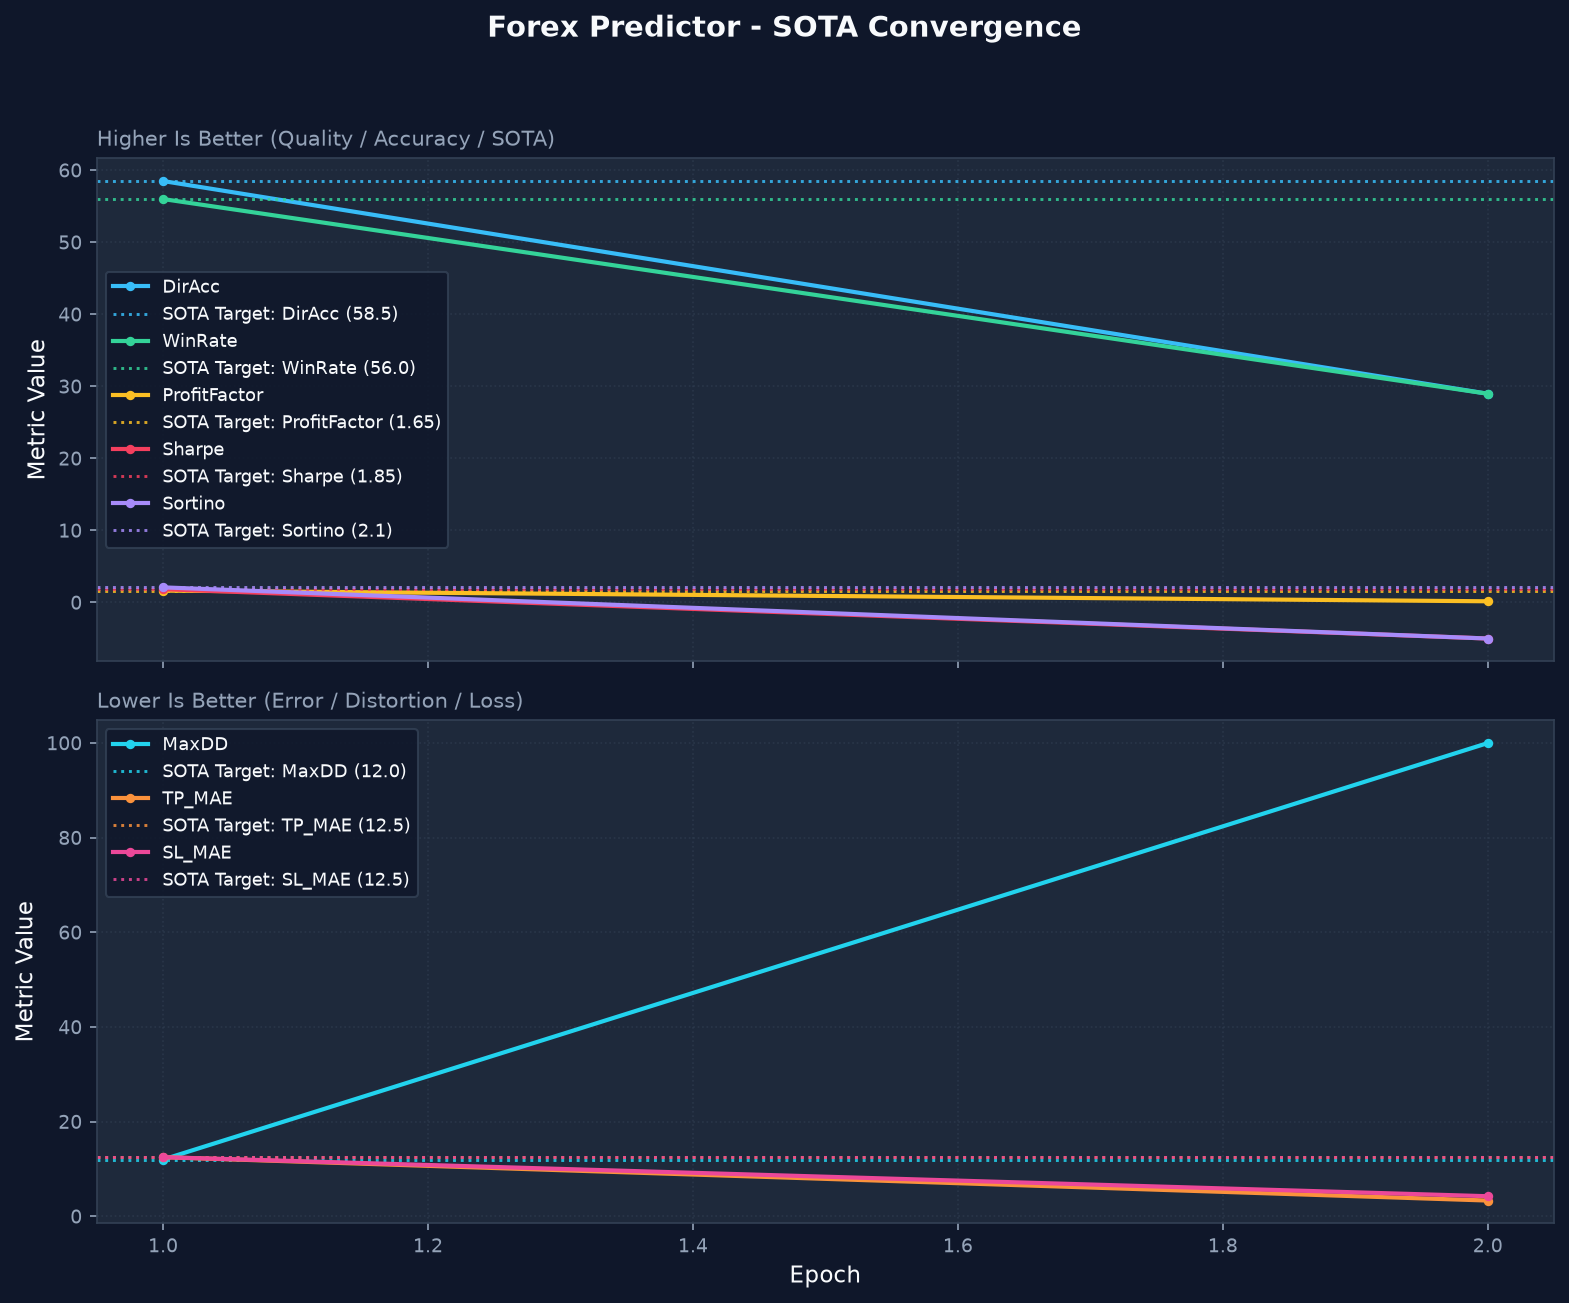 Forex Predictor - SOTA Convergence
Higher Is Better (Quality / Accuracy / SOTA)
Metric Value
60
50
40
30
20
10
0
DirAcc
SOTA Target: DirAcc (58.5)
WinRate
SOTA Target: WinRate (56.0)
ProfitFactor
SOTA Target: ProfitFactor (1.65)
Sharpe
SOTA Target: Sharpe (1.85)
Sortino
SOTA Target: Sortino (2.1)
Lower Is Better (Error / Distortion / Loss)
Metric Value
100
80
60
40
20
0
MaxDD
SOTA Target: MaxDD (12.0)
TP_MAE
SOTA Target: TP_MAE (12.5)
SL_MAE
SOTA Target: SL_MAE (12.5)
1.0 1.2 1.4 1.6 1.8 2.0
Epoch